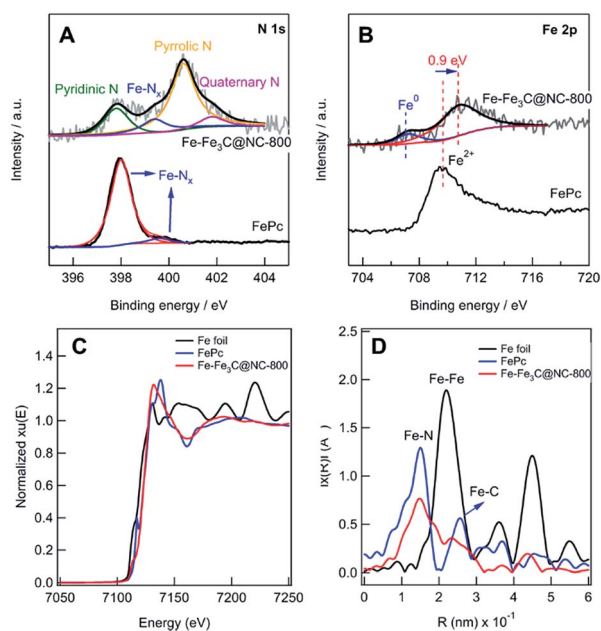 A
N 1s
Pyrrolic N
Pyridinic N
Fe-Nₓ
Quaternary N
Fe-Fe₃C@NC-800
Fe-Nₓ
FePc
Intensity / a.u.
396 398 400 402 404
Binding energy / eV
B
Fe 2p
0.9 eV
Fe⁰
Fe-Fe₃C@NC-800
Fe²⁺
FePc
Intensity / a.u.
704 708 712 716 720
Binding energy / eV
C
Fe foil
FePc
Fe-Fe₃C@NC-800
Normalized xu(E)
1.4
1.2
1.0
0.8
0.6
0.4
0.2
0.0
7050 7100 7150 7200 7250
Energy (eV)
D
Fe foil
FePc
Fe-Fe₃C@NC-800
Fe-Fe
Fe-N
Fe-C
Ix(R)I (A )
2.5
2.0
1.5
1.0
0.5
0.0
0 1 2 3 4 5 6
R (nm) x 10⁻¹